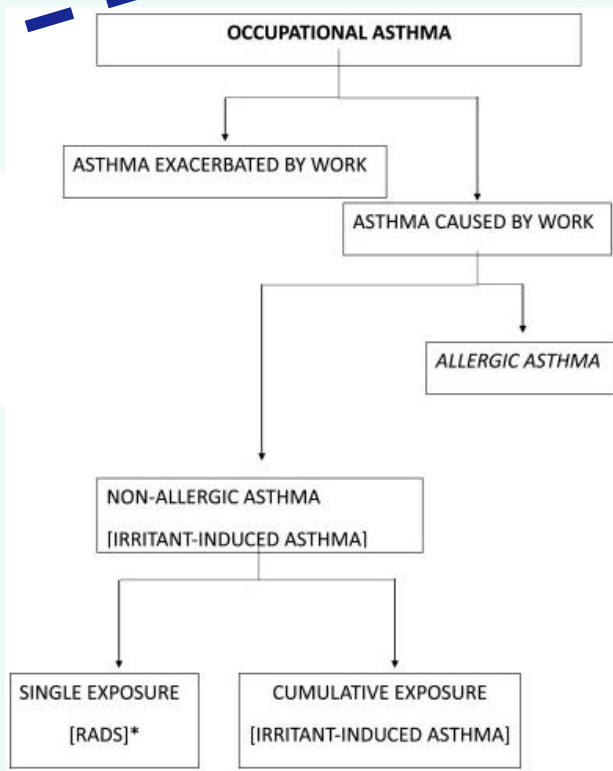 OCCUPATIONAL ASTHMA
ASTHMA EXACERBATED BY WORK
ASTHMA CAUSED BY WORK
ALLERGIC ASTHMA
NON-ALLERGIC ASTHMA
[IRRITANT-INDUCED ASTHMA]
SINGLE EXPOSURE
[RADS]*
CUMULATIVE EXPOSURE
[IRRITANT-INDUCED ASTHMA]